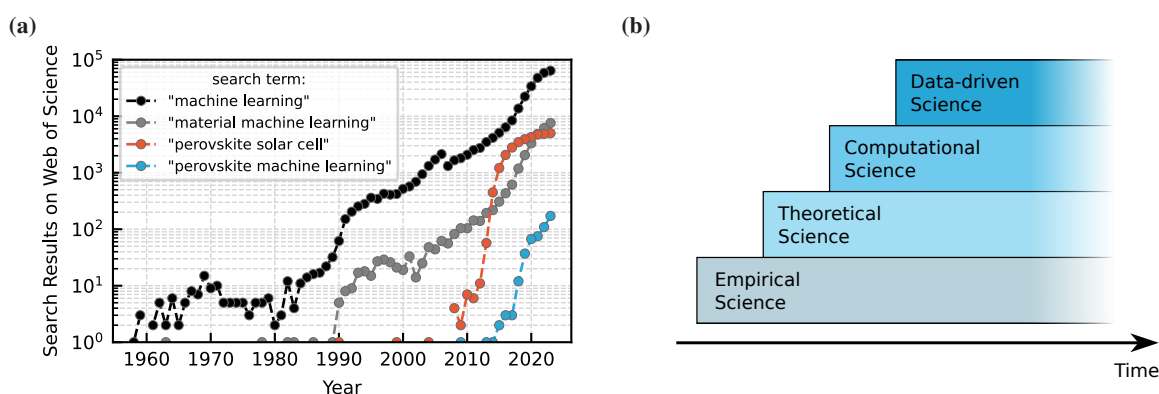 (a)
Search Results on Web of Science
10^5
10^4
10^3
10^2
10^1
10^0
search term:
"machine learning"
"material machine learning"
"perovskite solar cell"
"perovskite machine learning"
1960 1970 1980 1990 2000 2010 2020
Year
(b)
Data-driven
Science
Computational
Science
Theoretical
Science
Empirical
Science
Time